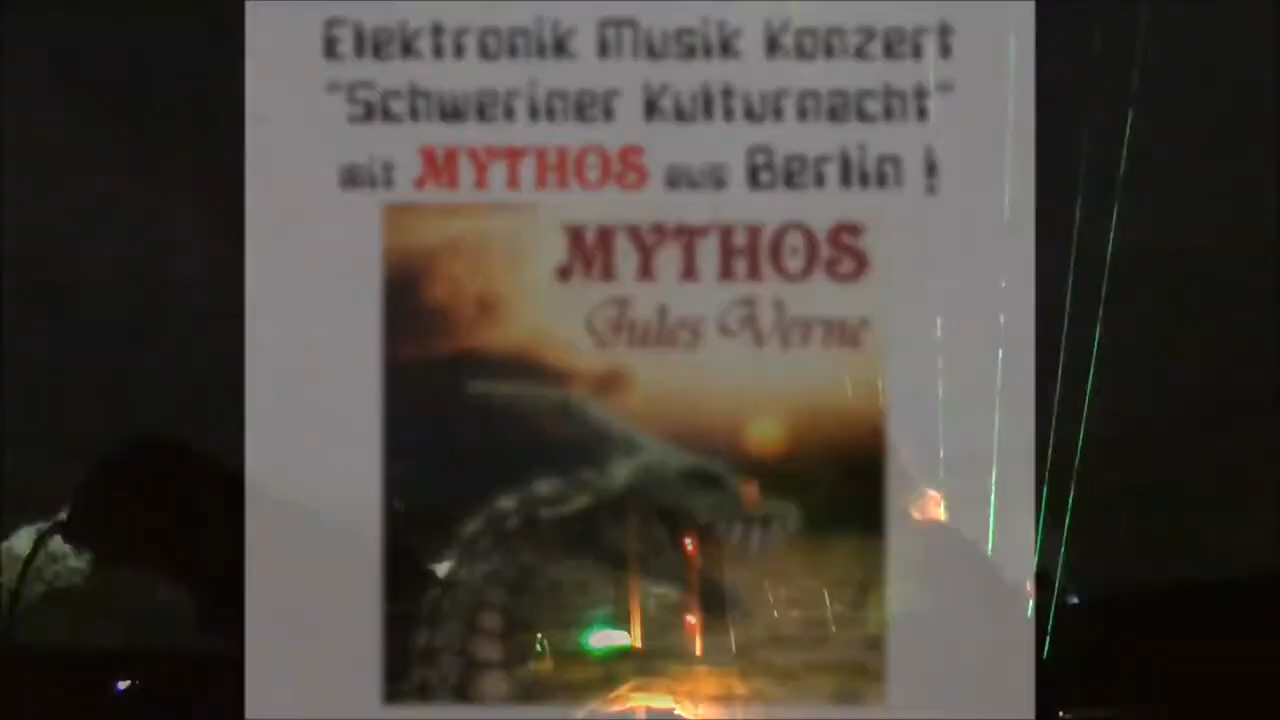 Elektronik Musik Konzert
"Schweriner Kulturnacht"
mit MYTHOS aus Berlin !
MYTHOS
Jules Verne